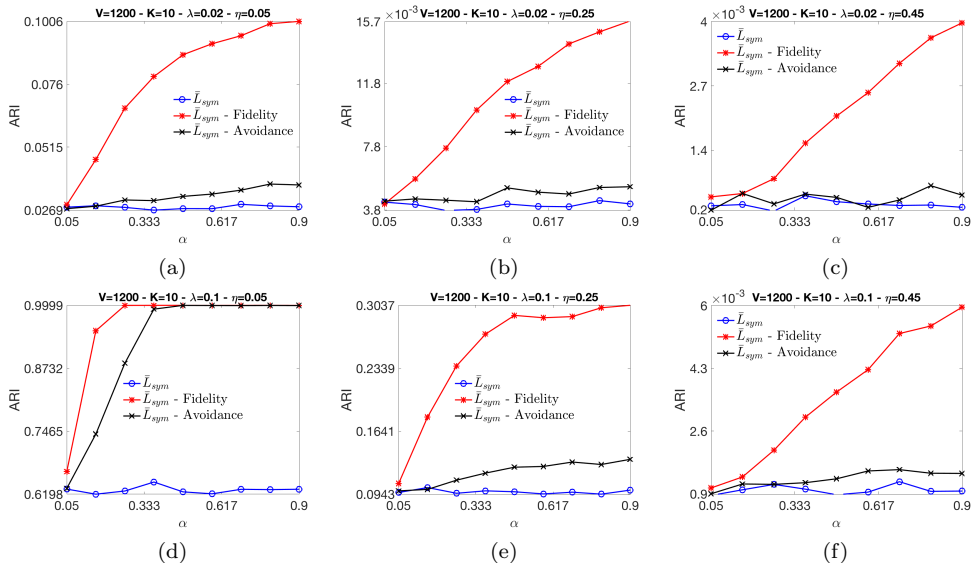 V=1200 - K=10 - λ=0.02 - η=0.05
0.1006
0.076
0.0515
0.0269
ARI
0.05 0.333 0.617 0.9
α
L̄sym
L̄sym - Fidelity
L̄sym - Avoidance
(a)
×10⁻³ V=1200 - K=10 - λ=0.02 - η=0.25
15.7
11.8
7.8
3.8
ARI
0.05 0.333 0.617 0.9
α
L̄sym
L̄sym - Fidelity
L̄sym - Avoidance
(b)
×10⁻³ V=1200 - K=10 - λ=0.02 - η=0.45
4
2.7
1.4
0.2
ARI
0.05 0.333 0.617 0.9
α
L̄sym
L̄sym - Fidelity
L̄sym - Avoidance
(c)
V=1200 - K=10 - λ=0.1 - η=0.05
0.9999
0.8732
0.7465
0.6198
ARI
0.05 0.333 0.617 0.9
α
L̄sym
L̄sym - Fidelity
L̄sym - Avoidance
(d)
V=1200 - K=10 - λ=0.1 - η=0.25
0.3037
0.2339
0.1641
0.0943
ARI
0.05 0.333 0.617 0.9
α
L̄sym
L̄sym - Fidelity
L̄sym - Avoidance
(e)
×10⁻³ V=1200 - K=10 - λ=0.1 - η=0.45
6
4.3
2.6
0.9
ARI
0.05 0.333 0.617 0.9
α
L̄sym
L̄sym - Fidelity
L̄sym - Avoidance
(f)